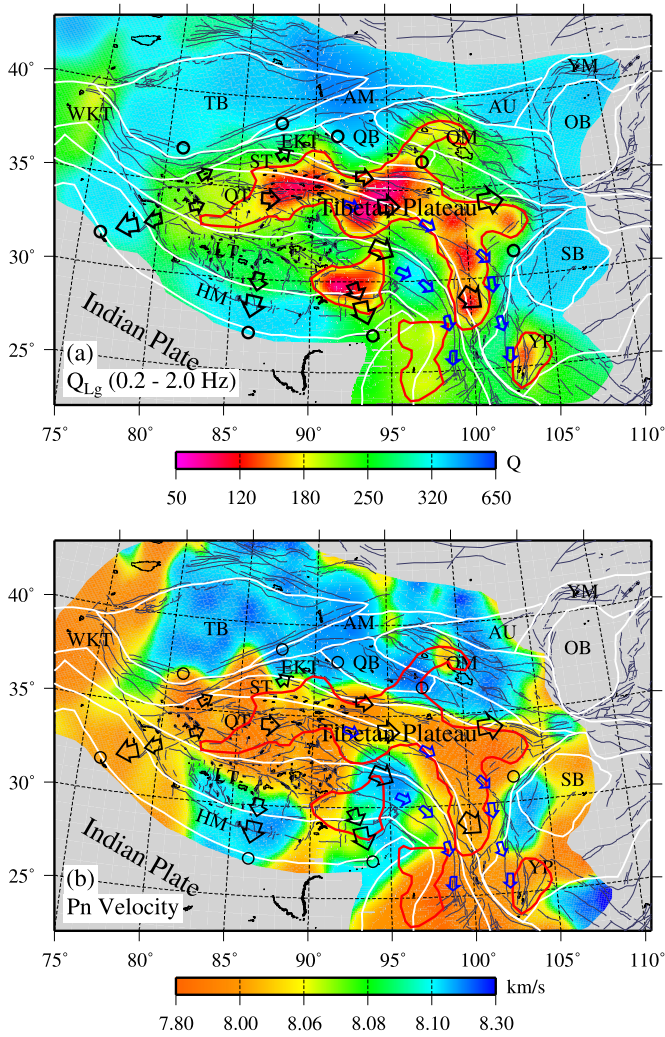 40°
35°
30°
25°
WKT
TB
AM
AU
YM
OB
EKT
QB
QM
ST
QT
Tibetan Plateau
LT
HM
SB
YP
Indian Plate
(a)
Q Lg (0.2 - 2.0 Hz)
75° 80° 85° 90° 95° 100° 105° 110°
Q
50 120 180 250 320 650
40°
35°
30°
25°
WKT
TB
AM
AU
YM
OB
EKT
QB
QM
ST
QT
Tibetan Plateau
LT
HM
SB
YP
Indian Plate
(b)
Pn Velocity
75° 80° 85° 90° 95° 100° 105° 110°
km/s
7.80 8.00 8.06 8.08 8.10 8.30